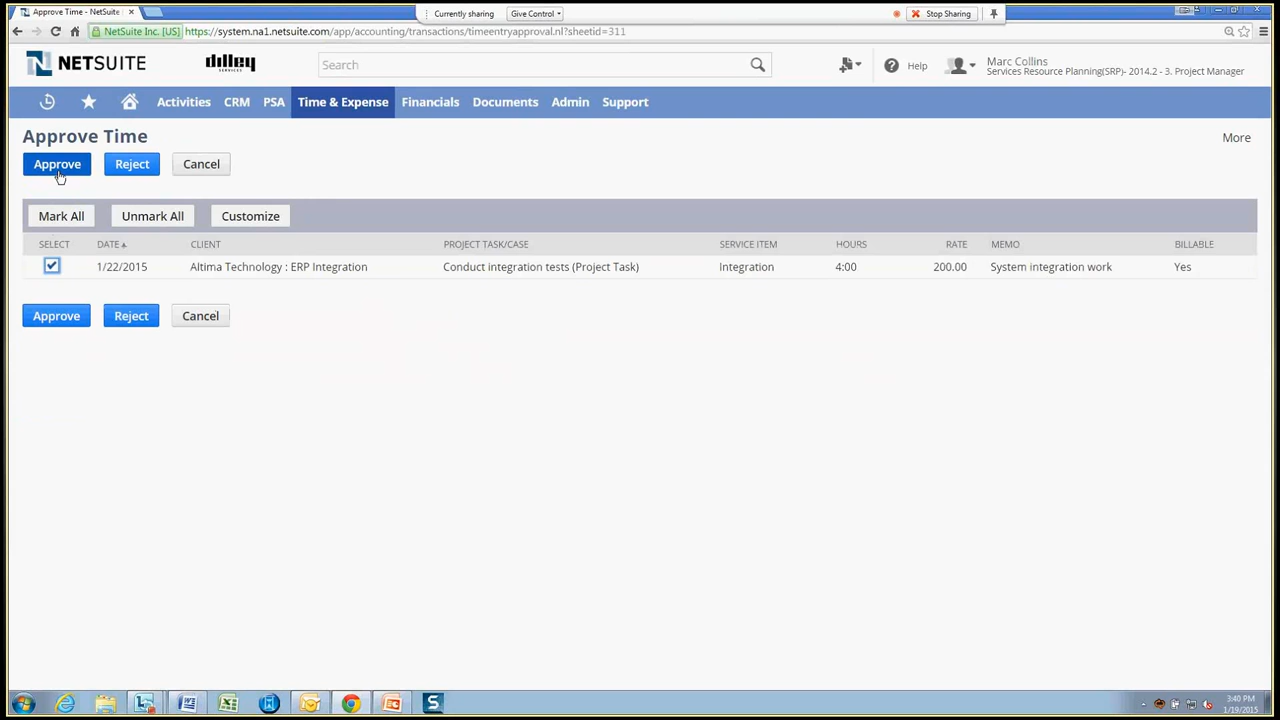 Approve Time - NetSuite
Currently sharing
Give Control
Stop Sharing
NetSuite Inc. [US]
https://system.na1.netsuite.com/app/accounting/transactions/timeentryapproval.nl?sheetid=311
NETSUITE
dilley
SERVICES
Search
Help
Marc Collins
Services Resource Planning(SRP) - 2014.2 - 3. Project Manager
Activities CRM PSA Time & Expense Financials Documents Admin Support
Approve Time
More
Approve Reject Cancel
Mark All Unmark All Customize
SELECT DATE CLIENT PROJECT TASK/CASE SERVICE ITEM HOURS RATE MEMO BILLABLE
1/22/2015 Altima Technology : ERP Integration Conduct integration tests (Project Task) Integration 4:00 200.00 System integration work Yes
Approve Reject Cancel
3:40 PM
1/19/2015